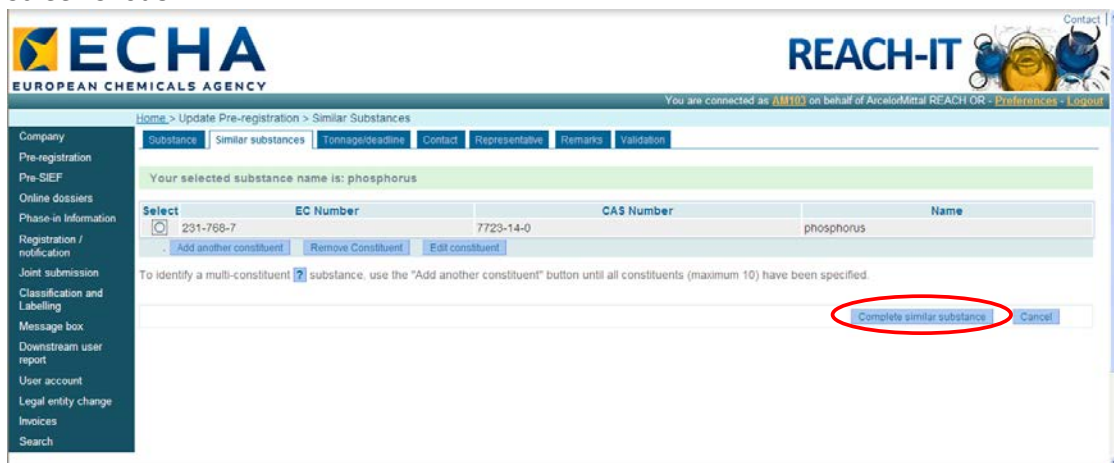 Contact
ECHA
EUROPEAN CHEMICALS AGENCY
REACH-IT
You are connected as AM103 on behalf of ArcelorMittal REACH OR - Preferences - Logout
Home > Update Pre-registration > Similar Substances
Substance Similar substances Tonnage/deadline Contact Representative Remarks Validation
Company
Pre-registration
Pre-SIEF
Online dossiers
Phase-in Information
Registration /
notification
Joint submission
Classification and
Labelling
Message box
Downstream user
report
User account
Legal entity change
Invoices
Search
Your selected substance name is: phosphorus
Select EC Number CAS Number Name
231-768-7 7723-14-0 phosphorus
Add another constituent Remove Constituent Edit constituent
To identify a multi-constituent ? substance, use the "Add another constituent" button until all constituents (maximum 10) have been specified.
Complete similar substance Cancel